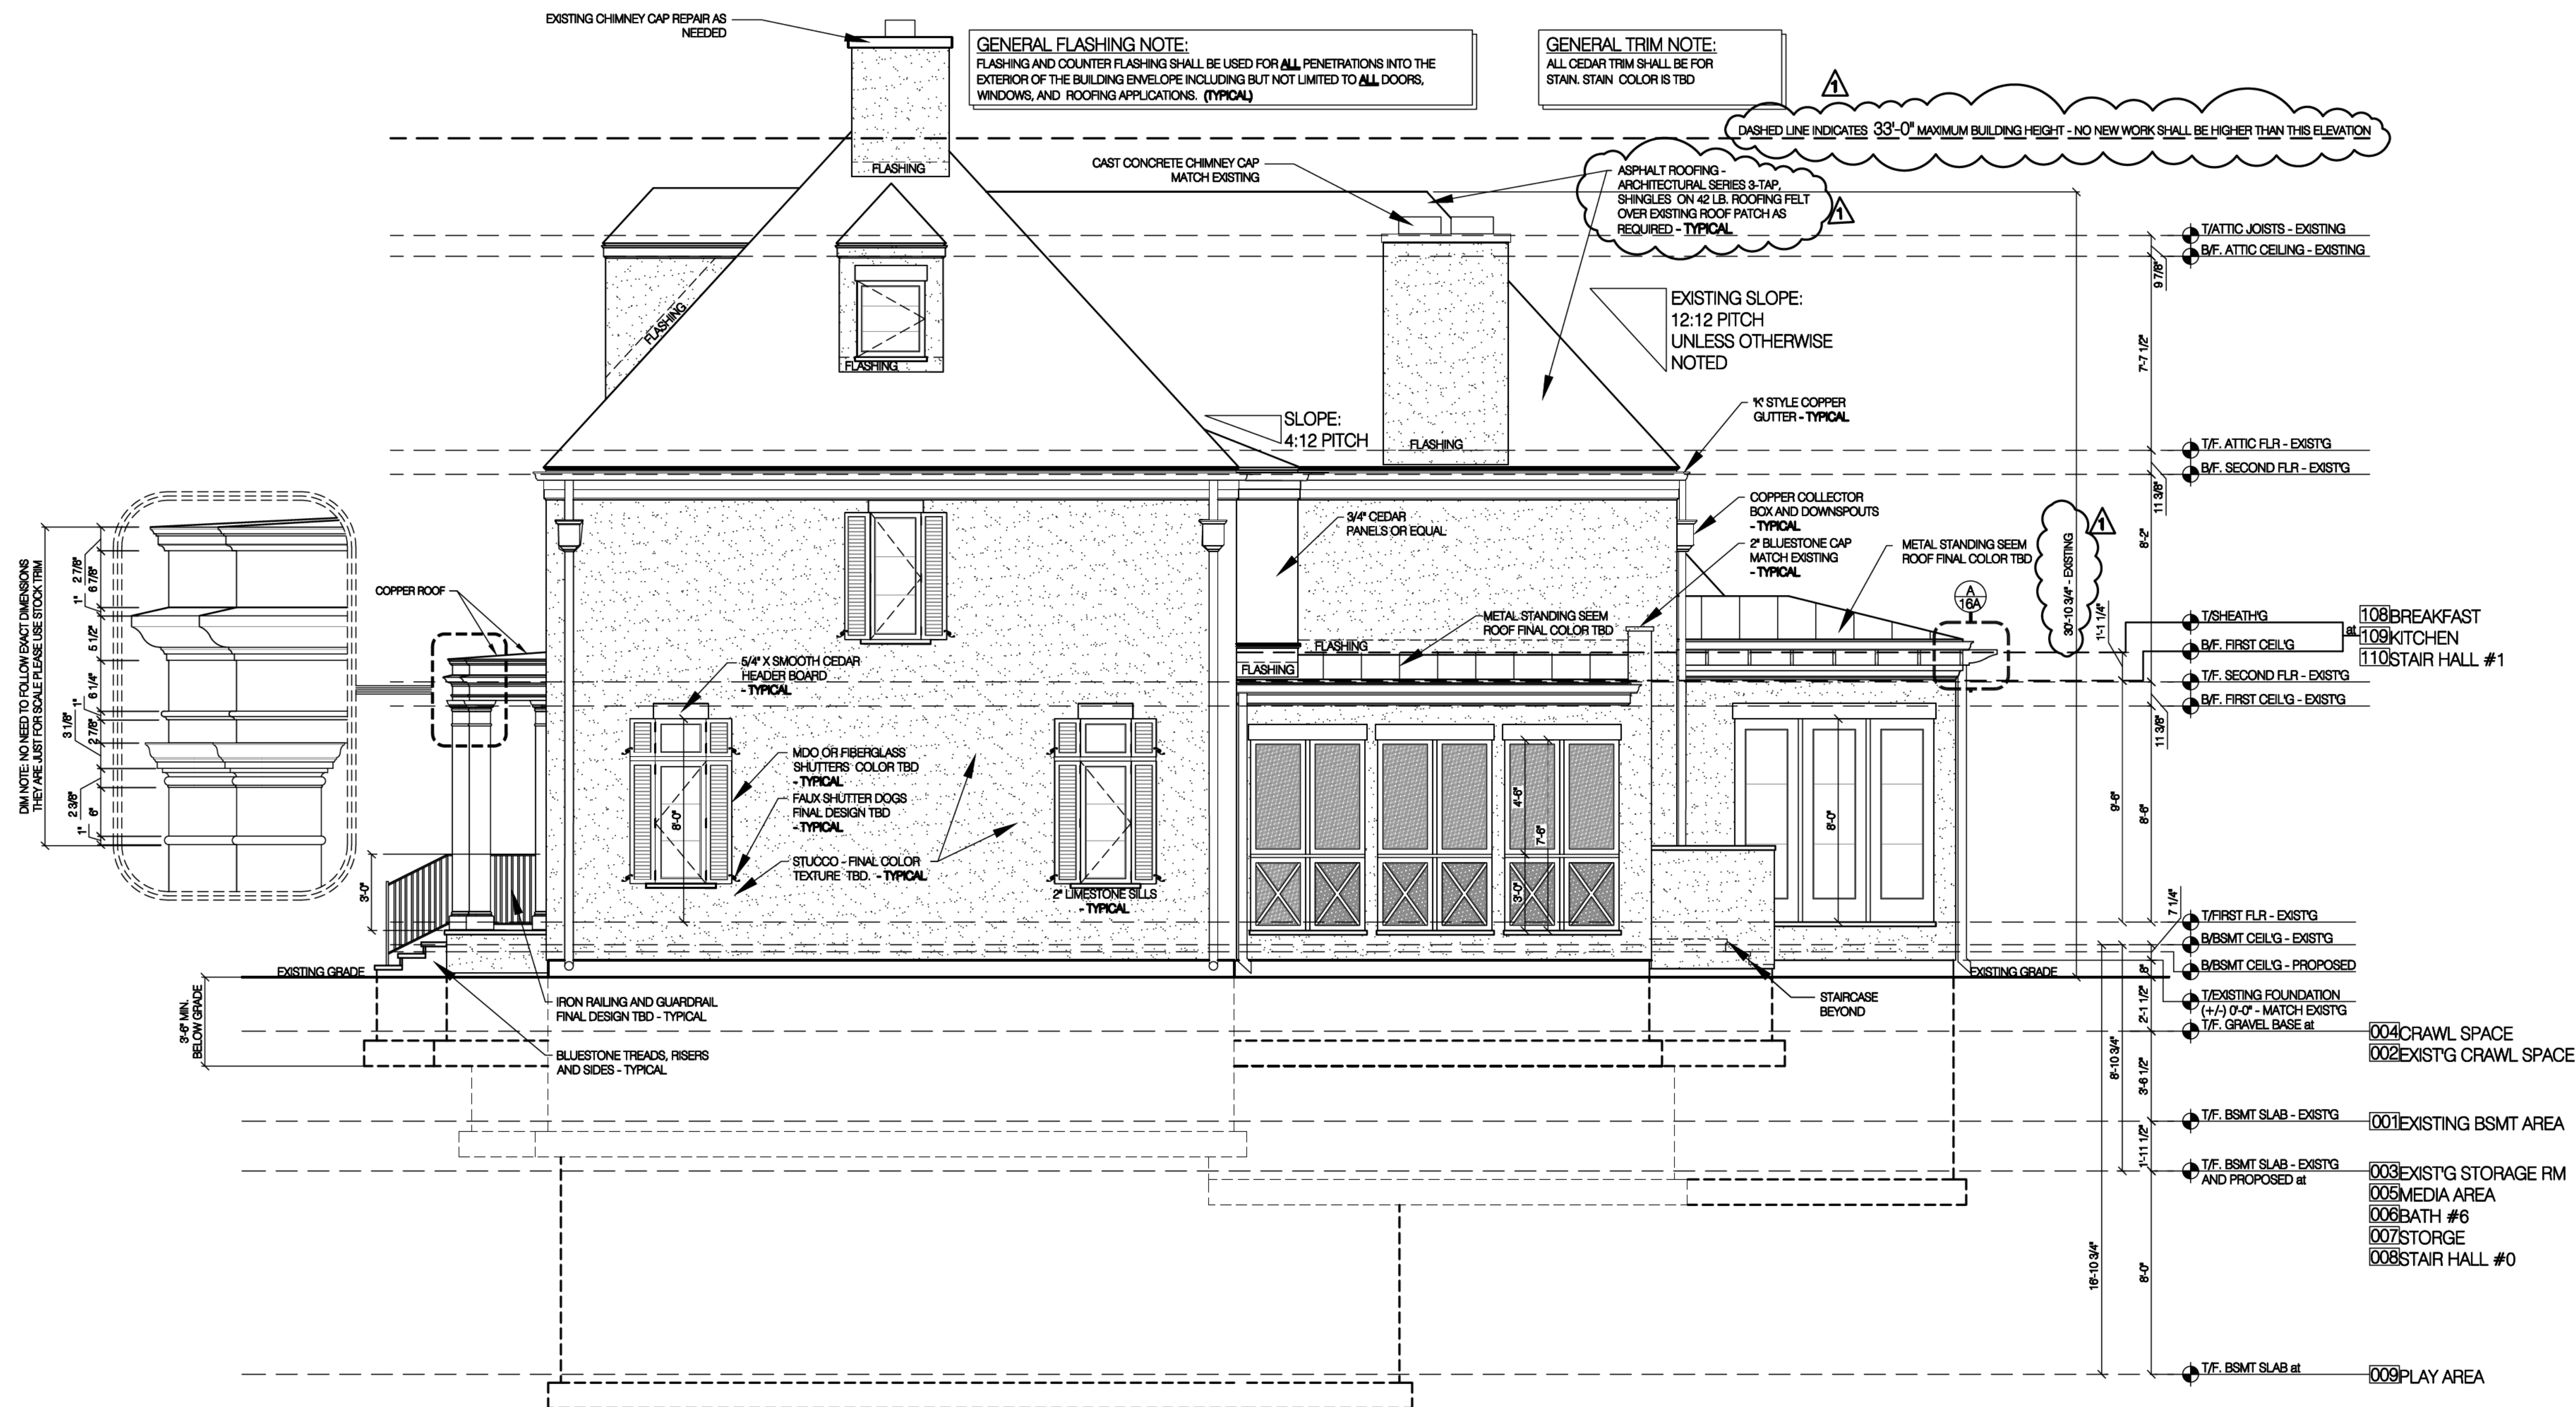 EXISTING CHIMNEY CAP REPAIR AS
NEEDED
GENERAL FLASHING NOTE:
FLASHING AND COUNTER FLASHING SHALL BE USED FOR ALL PENETRATIONS INTO THE
EXTERIOR OF THE BUILDING ENVELOPE INCLUDING BUT NOT LIMITED TO ALL DOORS,
WINDOWS, AND ROOFING APPLICATIONS. (TYPICAL)
GENERAL TRIM NOTE:
ALL CEDAR TRIM SHALL BE FOR
STAIN. STAIN COLOR IS TBD
1
DASHED LINE INDICATES 33'-0" MAXIMUM BUILDING HEIGHT - NO NEW WORK SHALL BE HIGHER THAN THIS ELEVATION
FLASHING
CAST CONCRETE CHIMNEY CAP
MATCH EXISTING
ASPHALT ROOFING -
ARCHITECTURAL SERIES 3-TAP,
SHINGLES ON 42 LB. ROOFING FELT
OVER EXISTING ROOF PATCH AS
REQUIRED - TYPICAL
1
T/ATTIC JOISTS - EXISTING
B/F. ATTIC CEILING - EXISTING
9 7/8"
FLASHING
FLASHING
EXISTING SLOPE:
12:12 PITCH
UNLESS OTHERWISE
NOTED
7'-7 1/2"
SLOPE:
4:12 PITCH
FLASHING
'K' STYLE COPPER
GUTTER - TYPICAL
T/F. ATTIC FLR - EXIST'G
B/F. SECOND FLR - EXIST'G
11 3/8"
8'-2"
3/4" CEDAR
PANELS OR EQUAL
COPPER COLLECTOR
BOX AND DOWNSPOUTS
- TYPICAL
2" BLUESTONE CAP
MATCH EXISTING
- TYPICAL
METAL STANDING SEEM
ROOF FINAL COLOR TBD
1
30'-10 3/4" - EXISTING
A
16A
1'-1 1/4"
DIM NOTE: NO NEED TO FOLLOW EXACT DIMENSIONS
THEY ARE JUST FOR SCALE PLEASE USE STOCK TRIM
2 7/8"
6 7/8"
1"
5 1/2"
6 1/4"
1"
3 1/8"
2 7/8"
2 3/8"
6"
1"
COPPER ROOF
METAL STANDING SEEM
ROOF FINAL COLOR TBD
FLASHING
FLASHING
T/SHEATH'G
B/F. FIRST CEIL'G
at
108 BREAKFAST
109 KITCHEN
110 STAIR HALL #1
T/F. SECOND FLR - EXIST'G
B/F. FIRST CEIL'G - EXIST'G
11 3/8"
5/4" X SMOOTH CEDAR
HEADER BOARD
- TYPICAL
MDO OR FIBERGLASS
SHUTTERS COLOR TBD
- TYPICAL
FAUX SHUTTER DOGS
FINAL DESIGN TBD
- TYPICAL
STUCCO - FINAL COLOR
TEXTURE TBD. - TYPICAL
8'-0"
2" LIMESTONE SILLS
- TYPICAL
4'-6"
7'-6"
3'-0"
8'-0"
9'-6"
8'-6"
3'-0"
7 1/4"
T/FIRST FLR - EXIST'G
B/BSMT CEIL'G - EXIST'G
B/BSMT CEIL'G - PROPOSED
8"
EXISTING GRADE
EXISTING GRADE
3'-6" MIN.
BELOW GRADE
IRON RAILING AND GUARDRAIL
FINAL DESIGN TBD - TYPICAL
BLUESTONE TREADS, RISERS
AND SIDES - TYPICAL
STAIRCASE
BEYOND
T/EXISTING FOUNDATION
(+/-) 0'-0" - MATCH EXIST'G
T/F. GRAVEL BASE at
004 CRAWL SPACE
002 EXIST'G CRAWL SPACE
2'-1 1/2"
8'-10 3/4"
3'-6 1/2"
T/F. BSMT SLAB - EXIST'G
001 EXISTING BSMT AREA
1'-11 1/2"
T/F. BSMT SLAB - EXIST'G
AND PROPOSED at
003 EXIST'G STORAGE RM
005 MEDIA AREA
006 BATH #6
007 STORGE
008 STAIR HALL #0
16'-10 3/4"
8'-0"
T/F. BSMT SLAB at
009 PLAY AREA